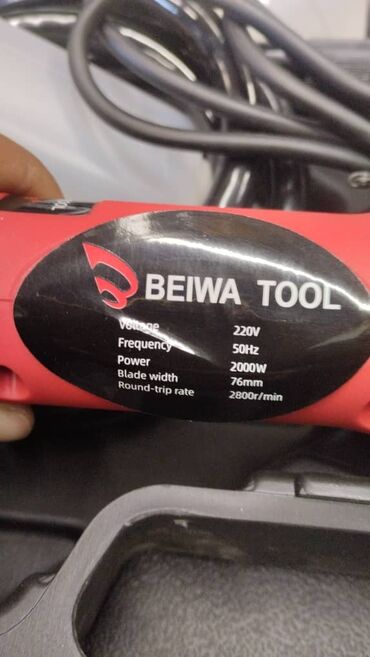 BEIWA TOOL
Voltage 220V
Frequency 50Hz
Power 2000W
Blade width 76mm
Round-trip rate 2800r/min